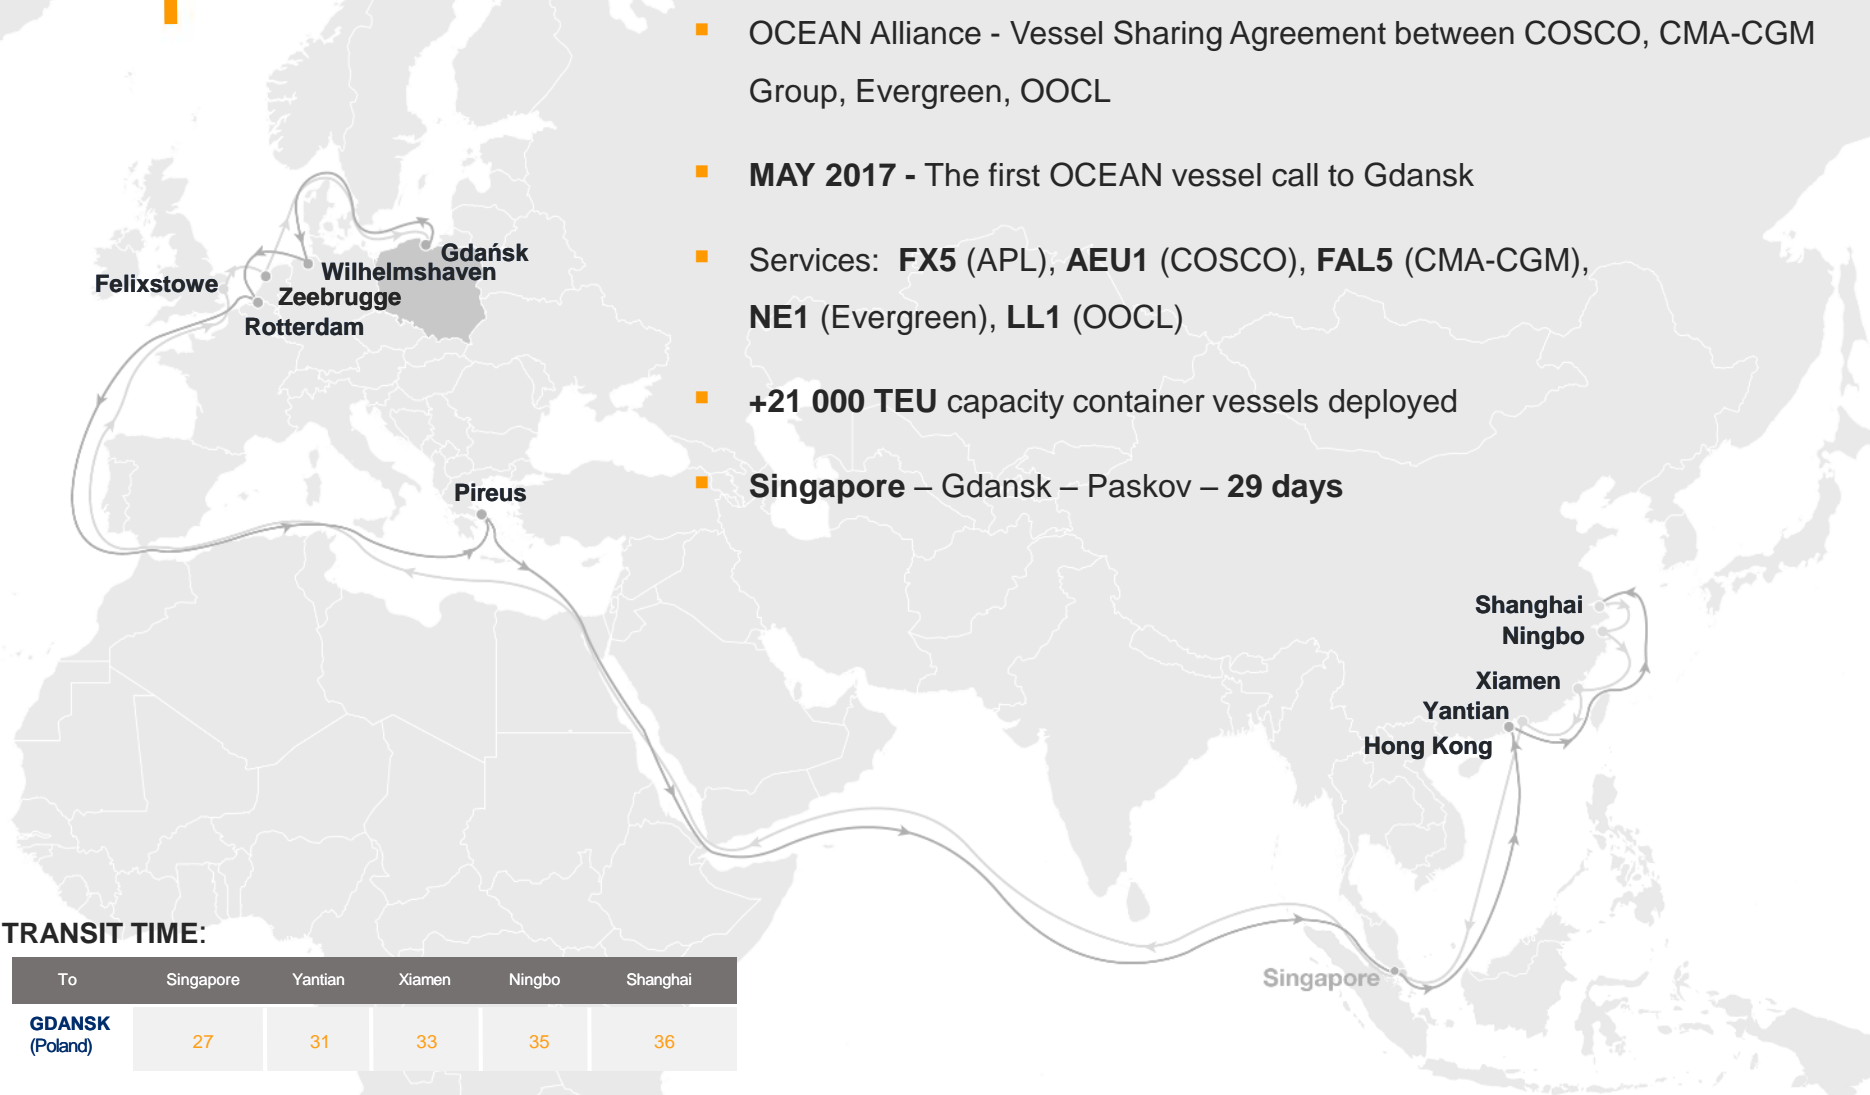 OCEAN Alliance - Vessel Sharing Agreement between COSCO, CMA-CGM
Group, Evergreen, OOCL
MAY 2017 - The first OCEAN vessel call to Gdansk
Services: FX5 (APL), AEU1 (COSCO), FAL5 (CMA-CGM),
NE1 (Evergreen), LL1 (OOCL)
+21 000 TEU capacity container vessels deployed
Singapore – Gdansk – Paskov – 29 days
Gdańsk
Wilhelmshaven
Felixstowe
Zeebrugge
Rotterdam
Pireus
Shanghai
Ningbo
Xiamen
Yantian
Hong Kong
Singapore
TRANSIT TIME:
To Singapore Yantian Xiamen Ningbo Shanghai
GDANSK
(Poland) 27 31 33 35 36